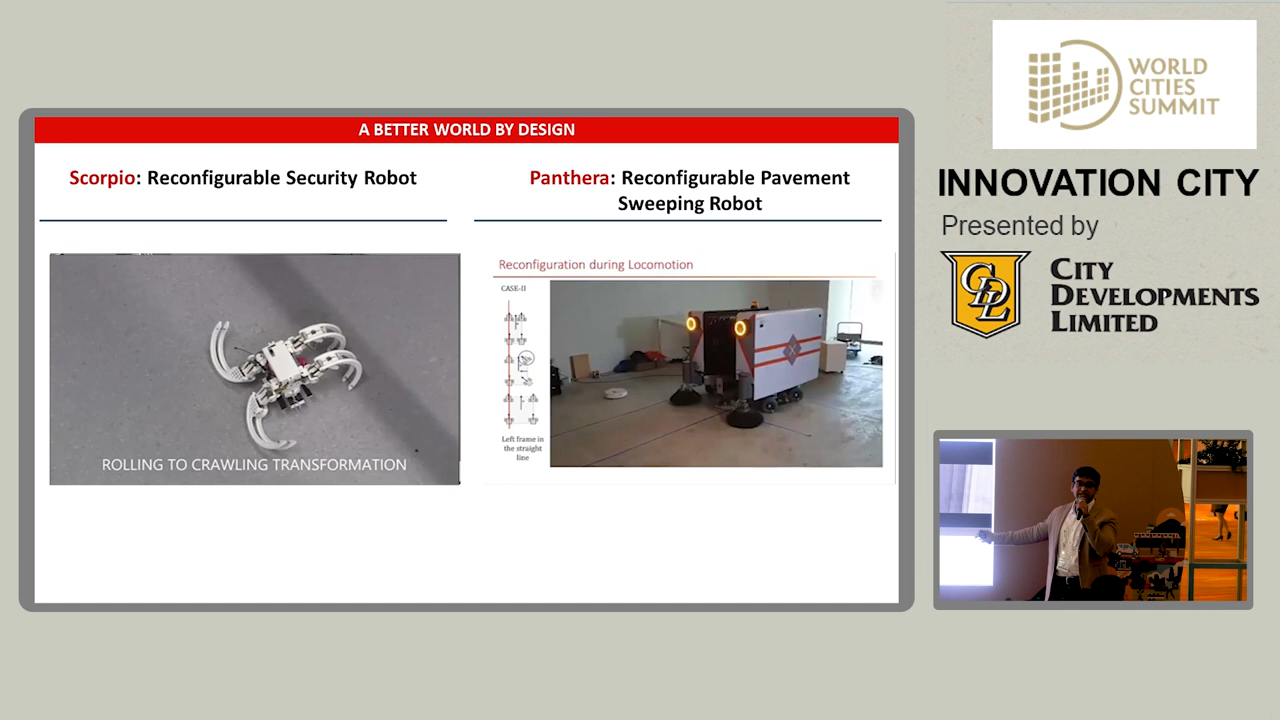 A BETTER WORLD BY DESIGN
Scorpio: Reconfigurable Security Robot
ROLLING TO CRAWLING TRANSFORMATION
Panthera: Reconfigurable Pavement
Sweeping Robot
Reconfiguration during Locomotion
CASE-II
Left frame in
the straight
line
WORLD
CITIES
SUMMIT
INNOVATION CITY
Presented by
CDL
CITY
DEVELOPMENTS
LIMITED